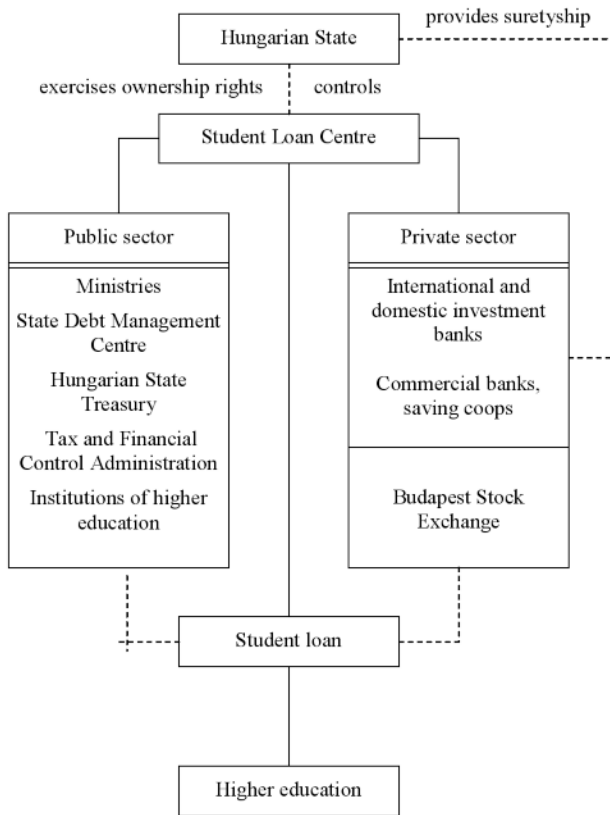 provides suretyship
Hungarian State
exercises ownership rights
controls
Student Loan Centre
Public sector
Ministries
State Debt Management
Centre
Hungarian State
Treasury
Tax and Financial
Control Administration
Institutions of higher
education
Private sector
International and
domestic investment
banks
Commercial banks,
saving coops
Budapest Stock
Exchange
Student loan
Higher education